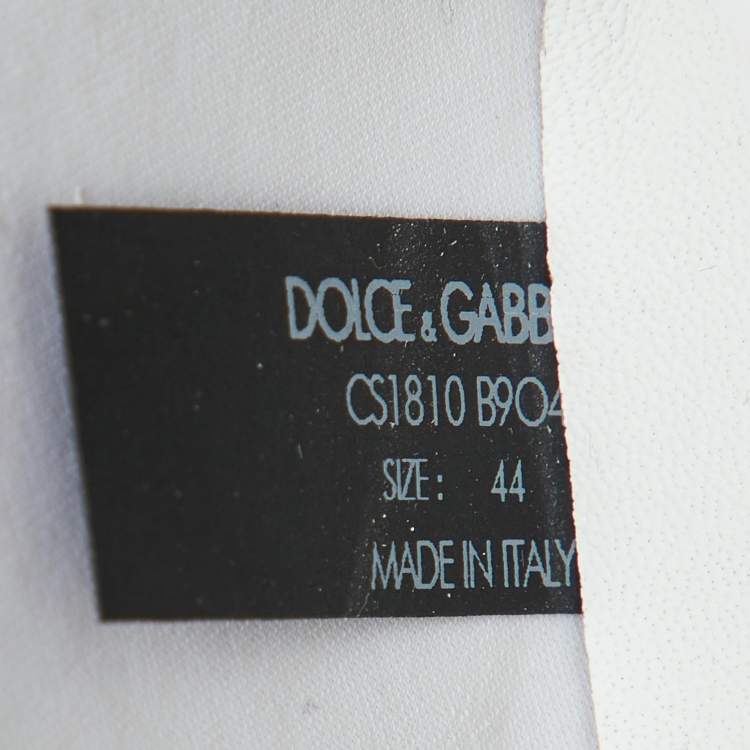 DOLCE & GABB
CS1810 B904
SIZE: 44
MADE IN ITALY